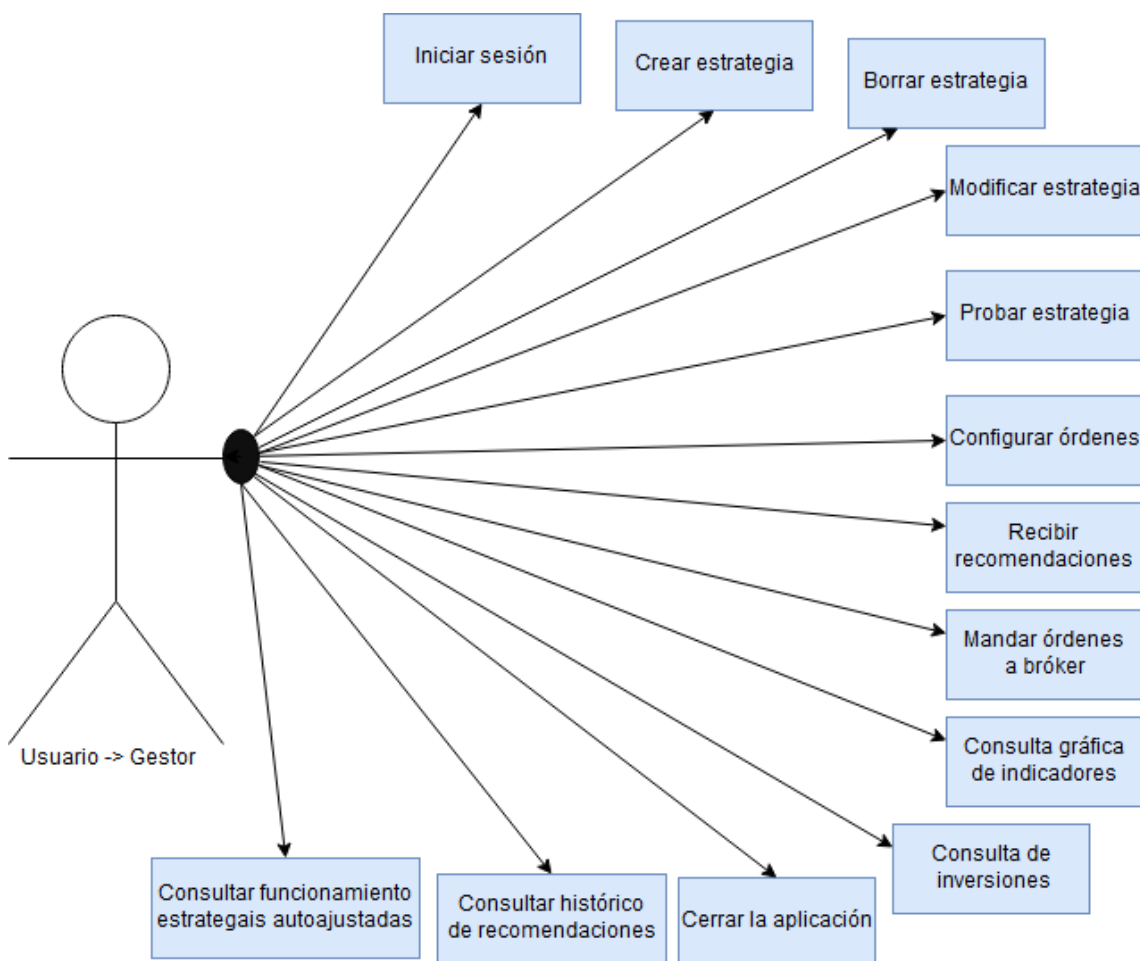 Iniciar sesión
Crear estrategia
Borrar estrategia
Modificar estrategia
Probar estrategia
Configurar órdenes
Recibir
recomendaciones
Mandar órdenes
a bróker
Consulta gráfica
de indicadores
Consulta de
inversiones
Cerrar la aplicación
Consultar histórico
de recomendaciones
Consultar funcionamiento
estrategais autoajustadas
Usuario -> Gestor